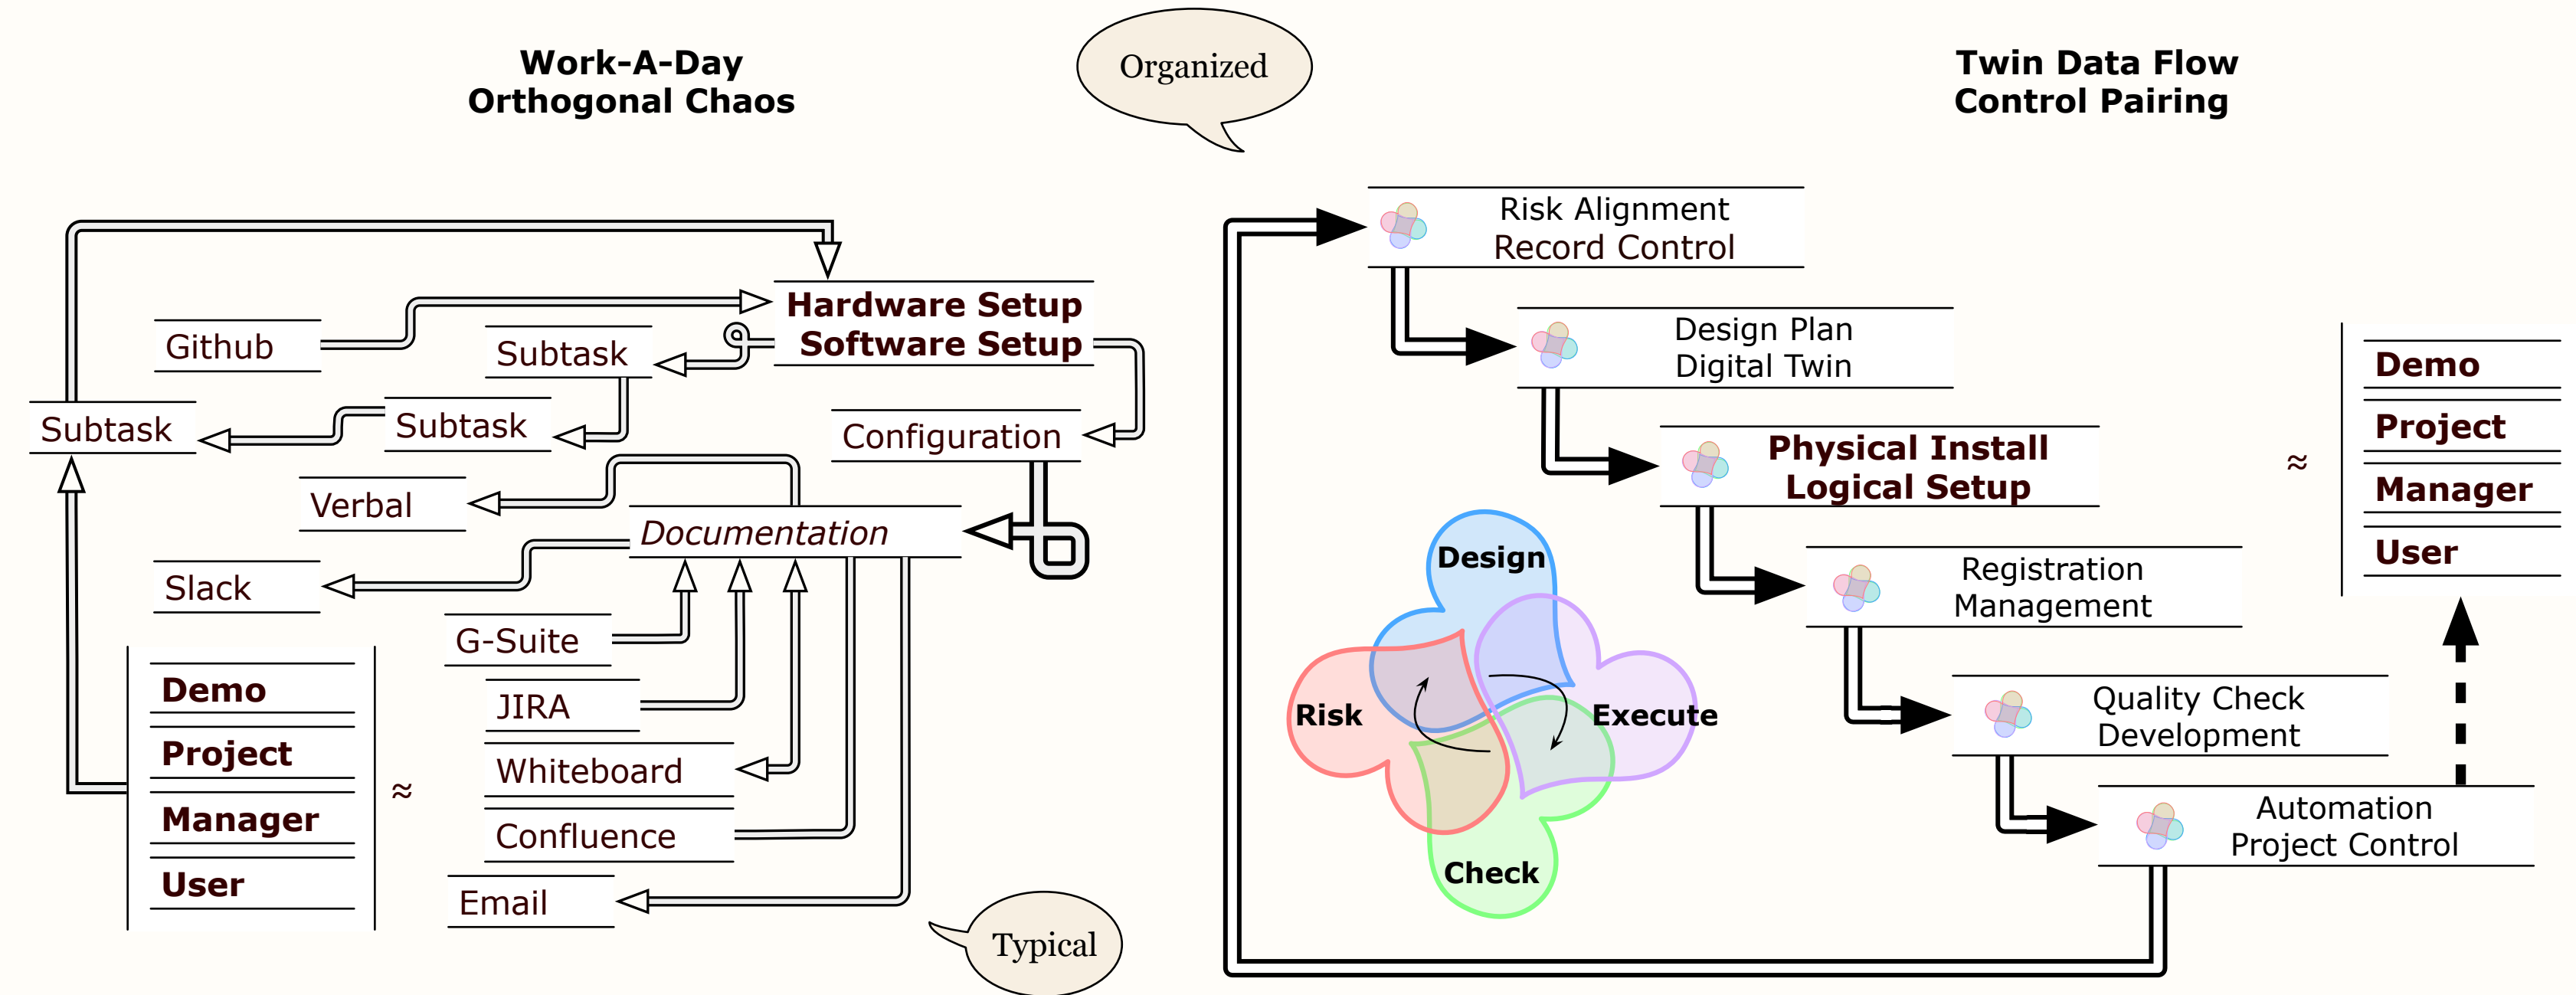 Work-A-Day
Orthogonal Chaos
Organized
Twin Data Flow
Control Pairing
Hardware Setup
Software Setup
Github
Subtask
Subtask
Subtask
Configuration
Verbal
Documentation
Slack
G-Suite
JIRA
Whiteboard
Confluence
Email
Demo
Project
Manager
User
≈
Typical
Risk Alignment
Record Control
Design Plan
Digital Twin
Physical Install
Logical Setup
Registration
Management
Quality Check
Development
Automation
Project Control
Design
Risk
Execute
Check
≈
Demo
Project
Manager
User